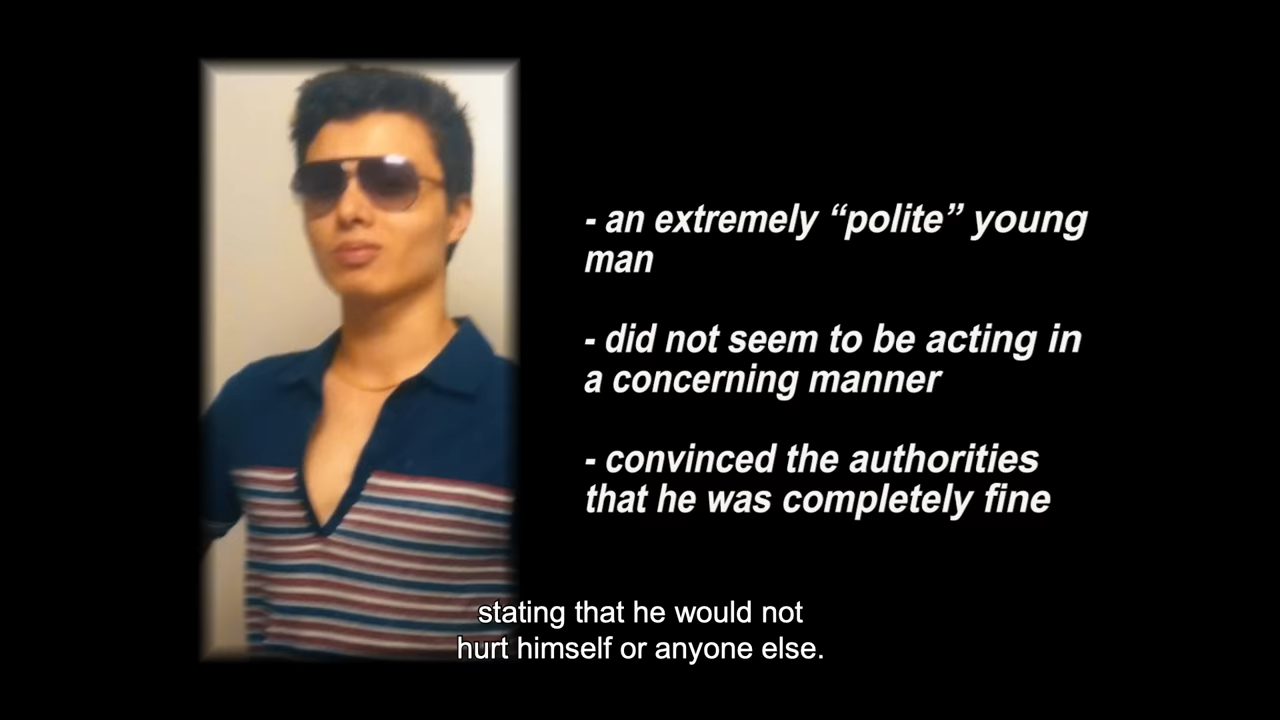 - an extremely “polite” young
man
- did not seem to be acting in
a concerning manner
- convinced the authorities
that he was completely fine
stating that he would not
hurt himself or anyone else.